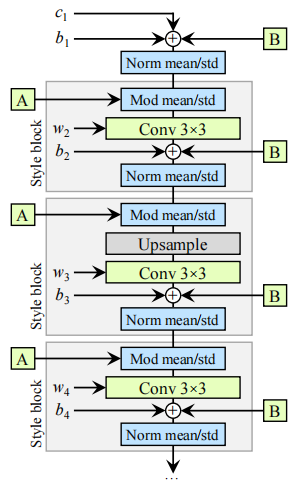 c₁
b₁ B
Norm mean/std
A Mod mean/std
w₂ Conv 3×3
b₂ B
Norm mean/std
Style block
A Mod mean/std
Upsample
w₃ Conv 3×3
b₃ B
Norm mean/std
Style block
A Mod mean/std
w₄ Conv 3×3
b₄ B
Norm mean/std
Style block
...